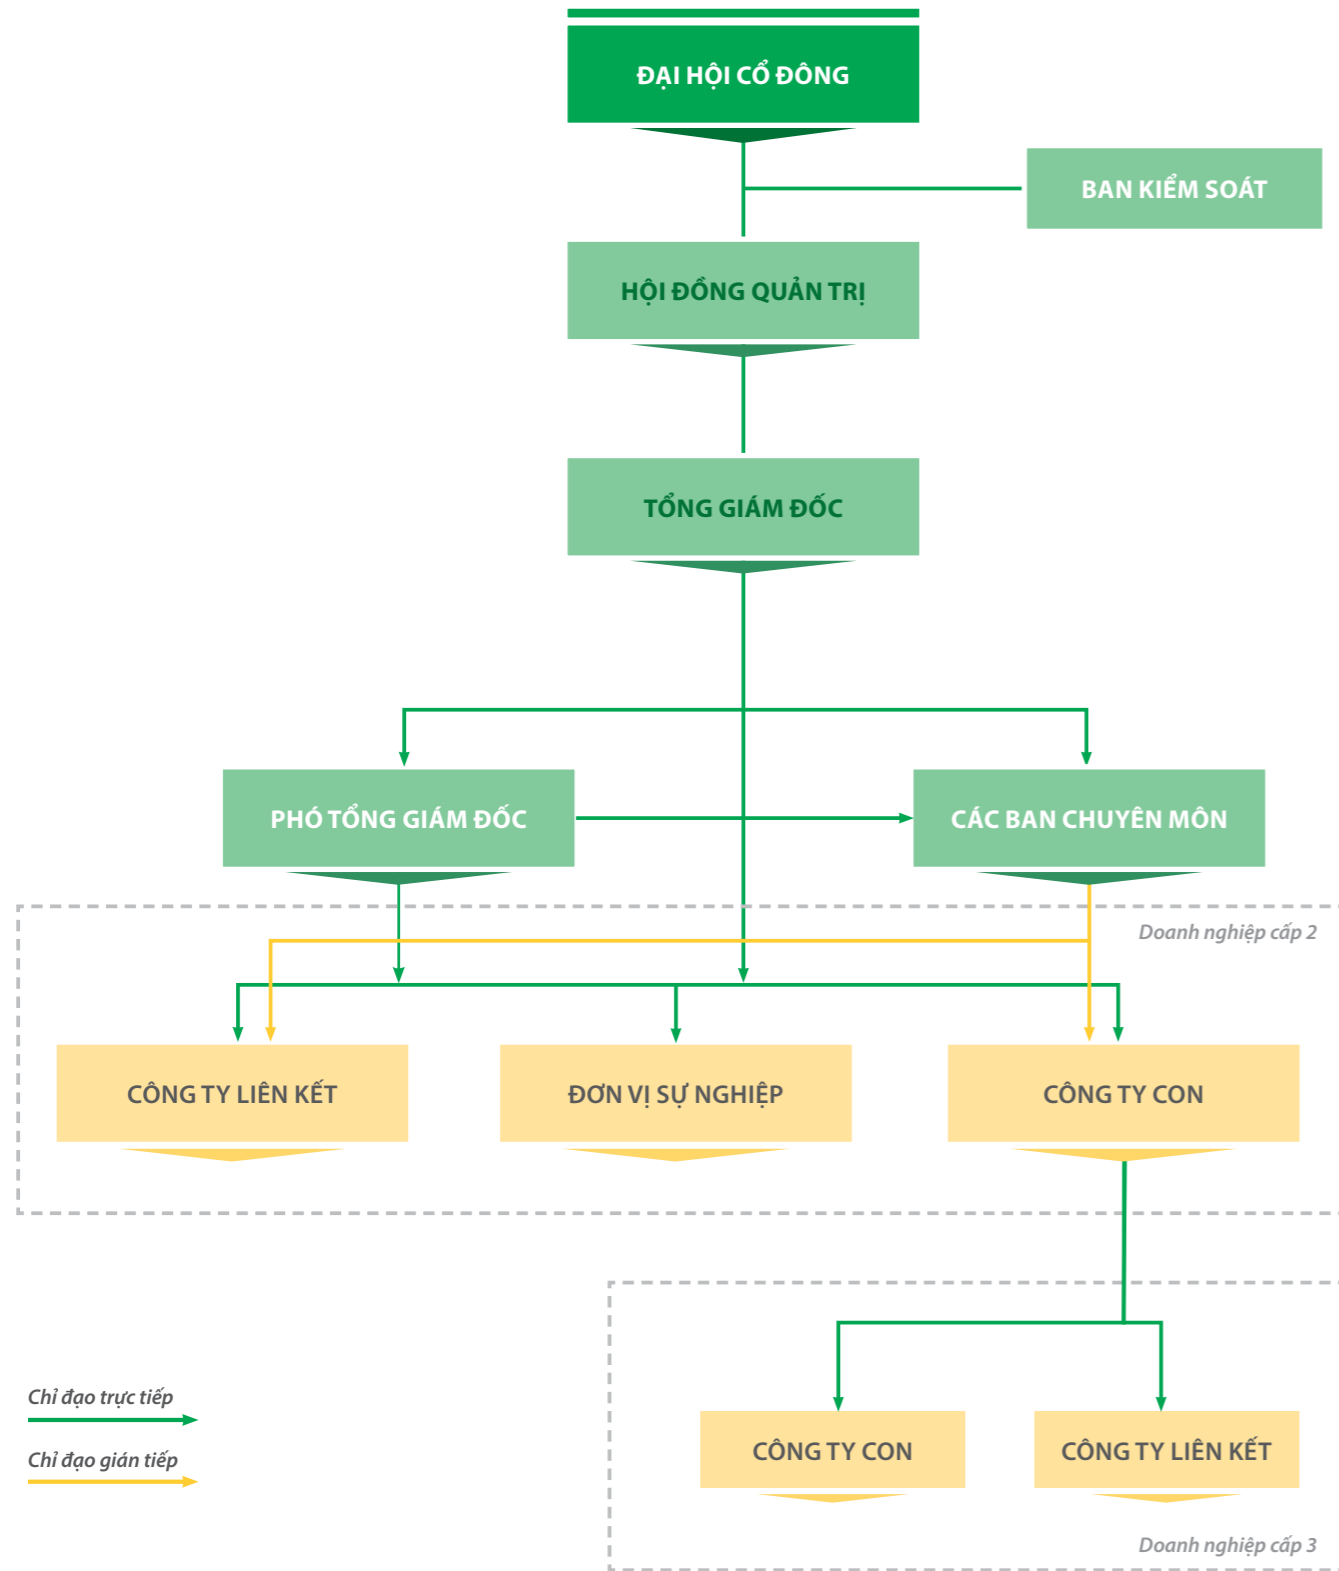 ĐẠI HỘI CỔ ĐÔNG
BAN KIỂM SOÁT
HỘI ĐỒNG QUẢN TRỊ
TỔNG GIÁM ĐỐC
PHÓ TỔNG GIÁM ĐỐC
CÁC BAN CHUYÊN MÔN
Doanh nghiệp cấp 2
CÔNG TY LIÊN KẾT
ĐƠN VỊ SỰ NGHIỆP
CÔNG TY CON
Chỉ đạo trực tiếp
Chỉ đạo gián tiếp
CÔNG TY CON
CÔNG TY LIÊN KẾT
Doanh nghiệp cấp 3